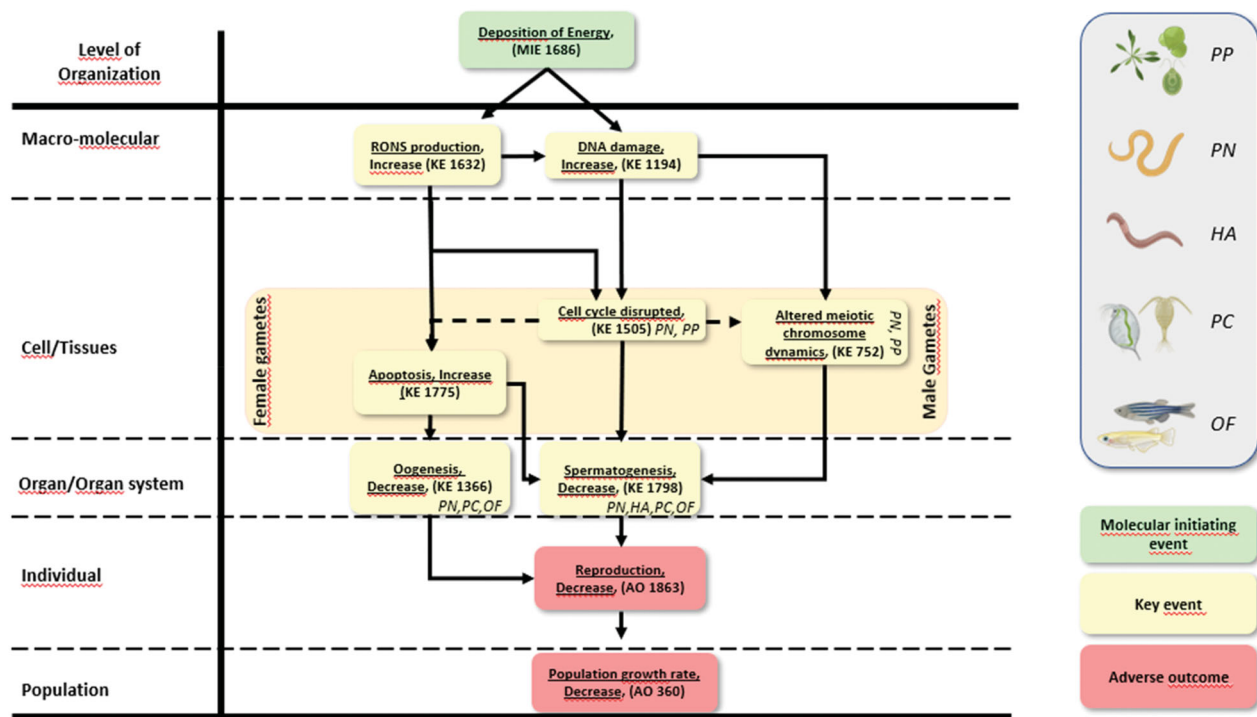 Level of
Organization
Deposition of Energy,
(MIE 1686)
Macro-molecular
RONS production,
Increase (KE 1632)
DNA damage,
Increase, (KE 1194)
Cell/Tissues
Female gametes
Cell cycle disrupted,
(KE 1505) PN, PP
Altered meiotic
chromosome
dynamics, (KE 752)
PN, PP
Male Gametes
Apoptosis, Increase
(KE 1775)
Organ/Organ system
Oogenesis,
Decrease, (KE 1366)
PN,PC,OF
Spermatogenesis,
Decrease, (KE 1798)
PN,HA,PC,OF
Individual
Reproduction,
Decrease, (AO 1863)
Population
Population growth rate,
Decrease, (AO 360)
PP
PN
HA
PC
OF
Molecular initiating
event
Key event
Adverse outcome